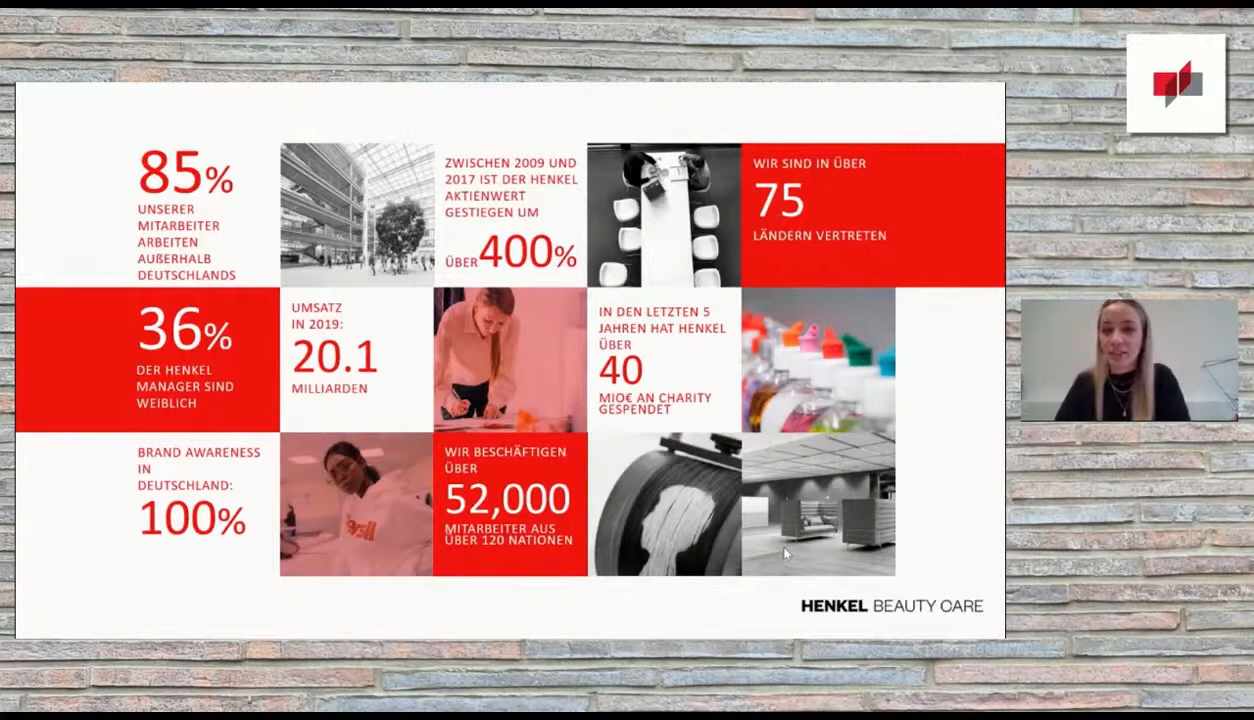 85%
UNSERER
MITARBEITER
ARBEITEN
AUßERHALB
DEUTSCHLANDS
ZWISCHEN 2009 UND
2017 IST DER HENKEL
AKTIENWERT
GESTIEGEN UM
ÜBER 400%
WIR SIND IN ÜBER
75
LÄNDERN VERTRETEN
36%
DER HENKEL
MANAGER SIND
WEIBLICH
UMSATZ
IN 2019:
20.1
MILLIARDEN
IN DEN LETZTEN 5
JAHREN HAT HENKEL
ÜBER
40
MIO€ AN CHARITY
GESPENDET
BRAND AWARENESS
IN
DEUTSCHLAND:
100%
WIR BESCHÄFTIGEN
ÜBER
52,000
MITARBEITER AUS
ÜBER 120 NATIONEN
HENKEL BEAUTY CARE